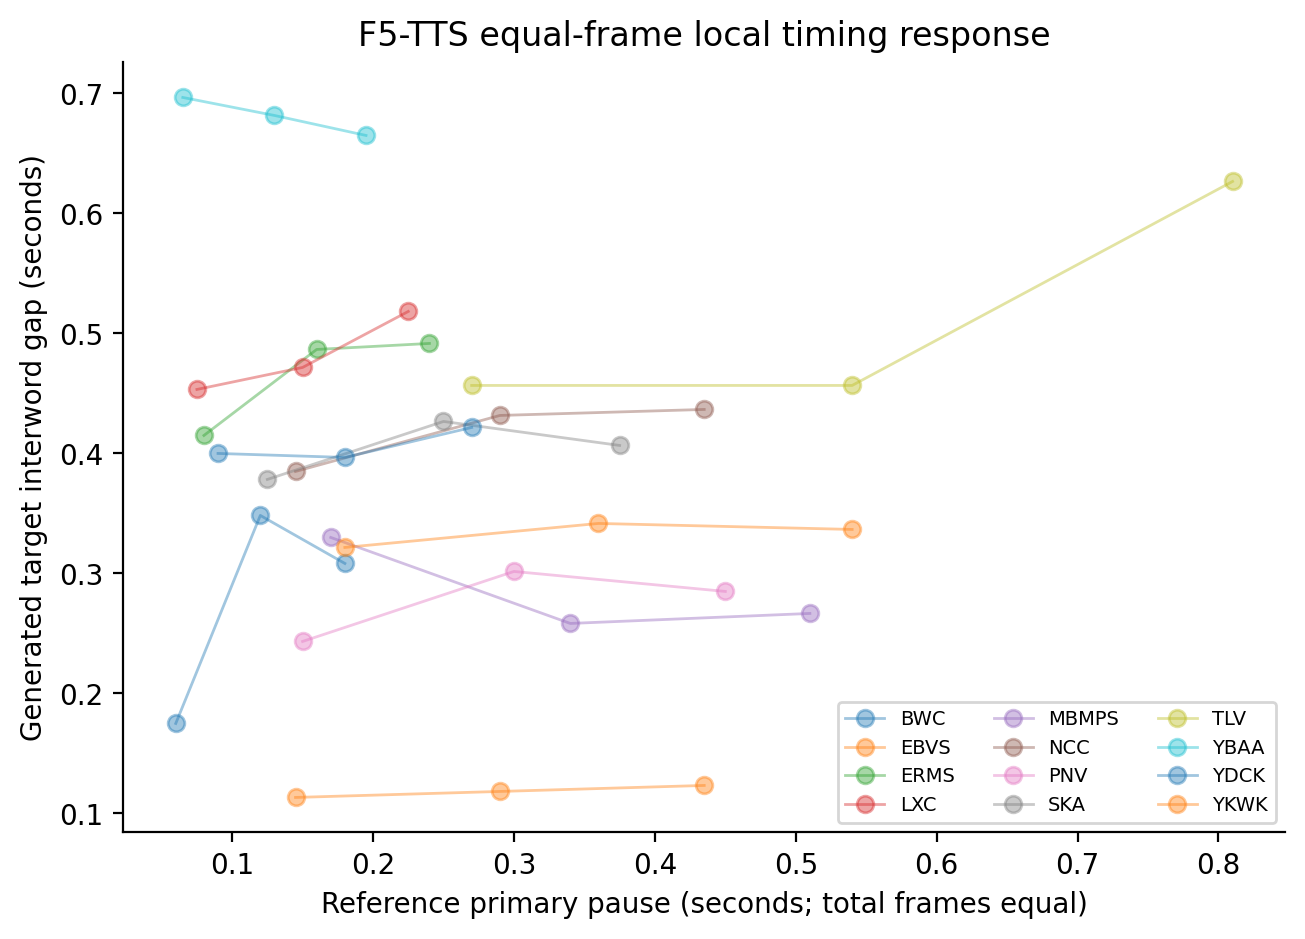 F5-TTS equal-frame local timing response
Generated target interword gap (seconds)
0.7
0.6
0.5
0.4
0.3
0.2
0.1
0.1 0.2 0.3 0.4 0.5 0.6 0.7 0.8
Reference primary pause (seconds; total frames equal)
BWC MBMPS TLV
EBVS NCC YBAA
ERMS PNV YDCK
LXC SKA YKWK